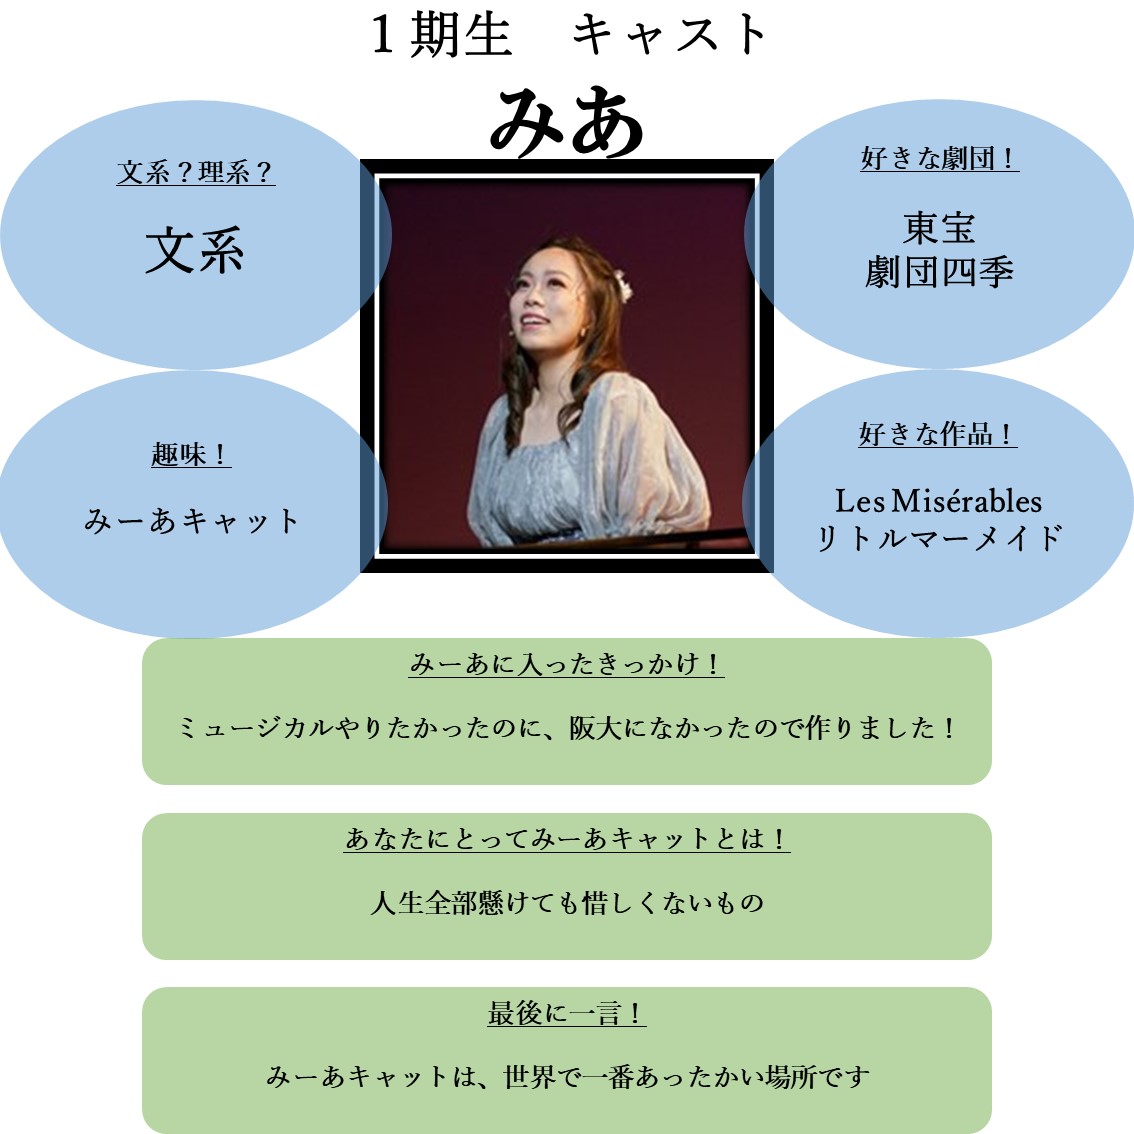 1期生　キャスト
みあ
文系？理系？
文系
好きな劇団！
東宝
劇団四季
趣味！
みーあキャット
好きな作品！
Les Misérables
リトルマーメイド
みーあに入ったきっかけ！
ミュージカルやりたかったのに、阪大になかったので作りました！
あなたにとってみーあキャットとは！
人生全部懸けても惜しくないもの
最後に一言！
みーあキャットは、世界で一番あったかい場所です